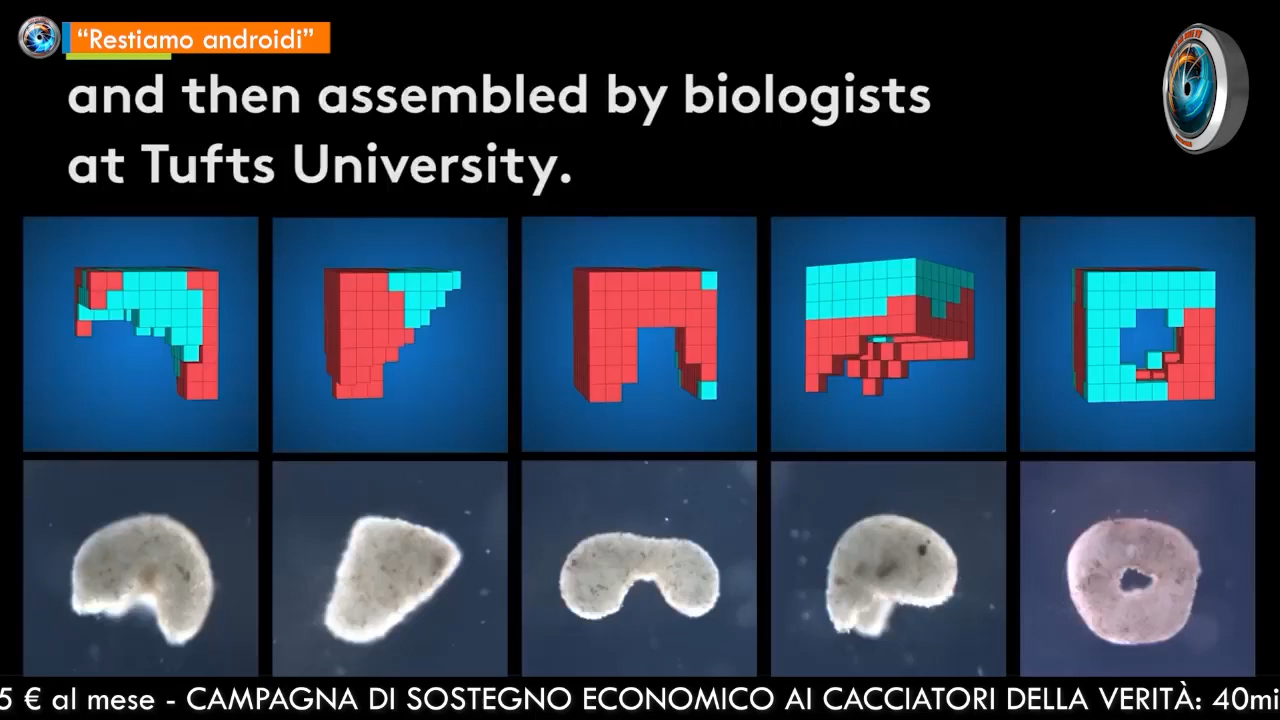 “Restiamo androidi”
and then assembled by biologists
at Tufts University.
5 € al mese - CAMPAGNA DI SOSTEGNO ECONOMICO AI CACCIATORI DELLA VERITÀ: 40mi